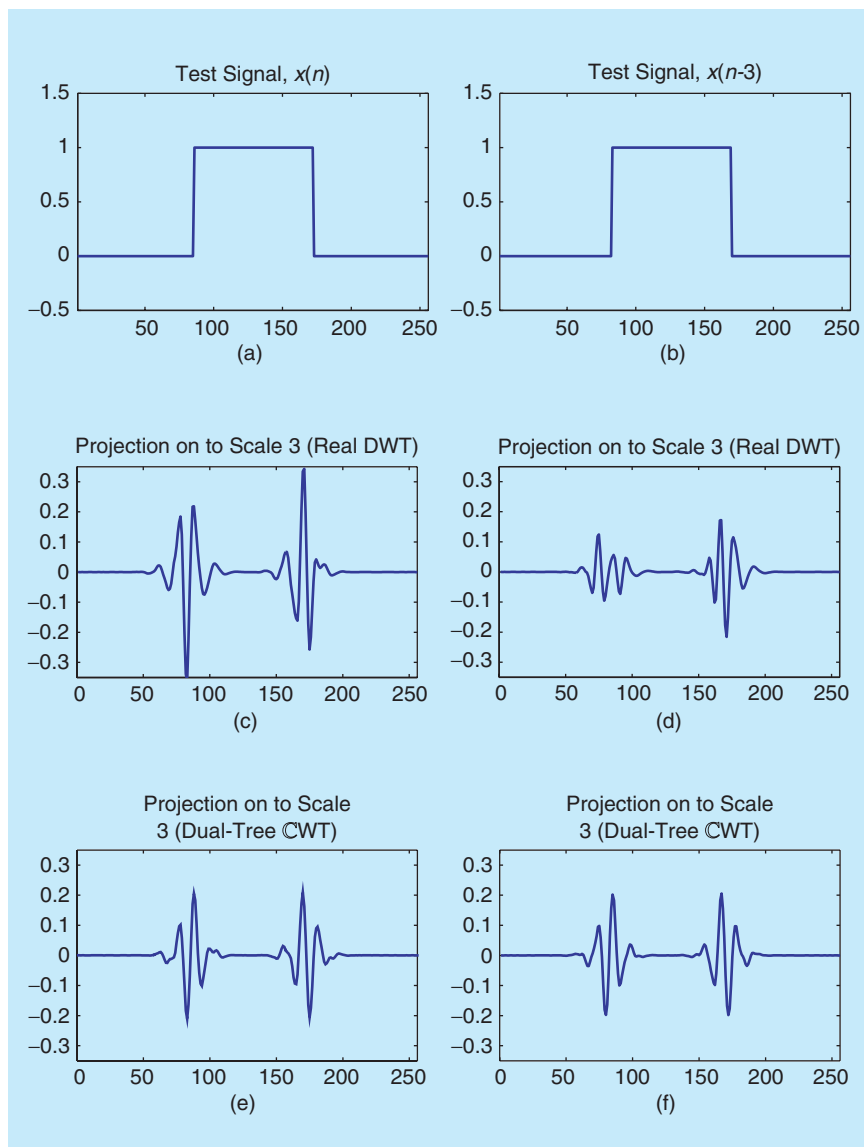 Test Signal, x(n)
1.5
1
0.5
0
−0.5
50 100 150 200 250
(a)
Test Signal, x(n-3)
1.5
1
0.5
0
−0.5
50 100 150 200 250
(b)
Projection on to Scale 3 (Real DWT)
0.3
0.2
0.1
0
−0.1
−0.2
−0.3
0 50 100 150 200 250
(c)
Projection on to Scale 3 (Real DWT)
0.3
0.2
0.1
0
−0.1
−0.2
−0.3
0 50 100 150 200 250
(d)
Projection on to Scale
3 (Dual-Tree ℂWT)
0.3
0.2
0.1
0
−0.1
−0.2
−0.3
0 50 100 150 200 250
(e)
Projection on to Scale
3 (Dual-Tree ℂWT)
0.3
0.2
0.1
0
−0.1
−0.2
−0.3
0 50 100 150 200 250
(f)